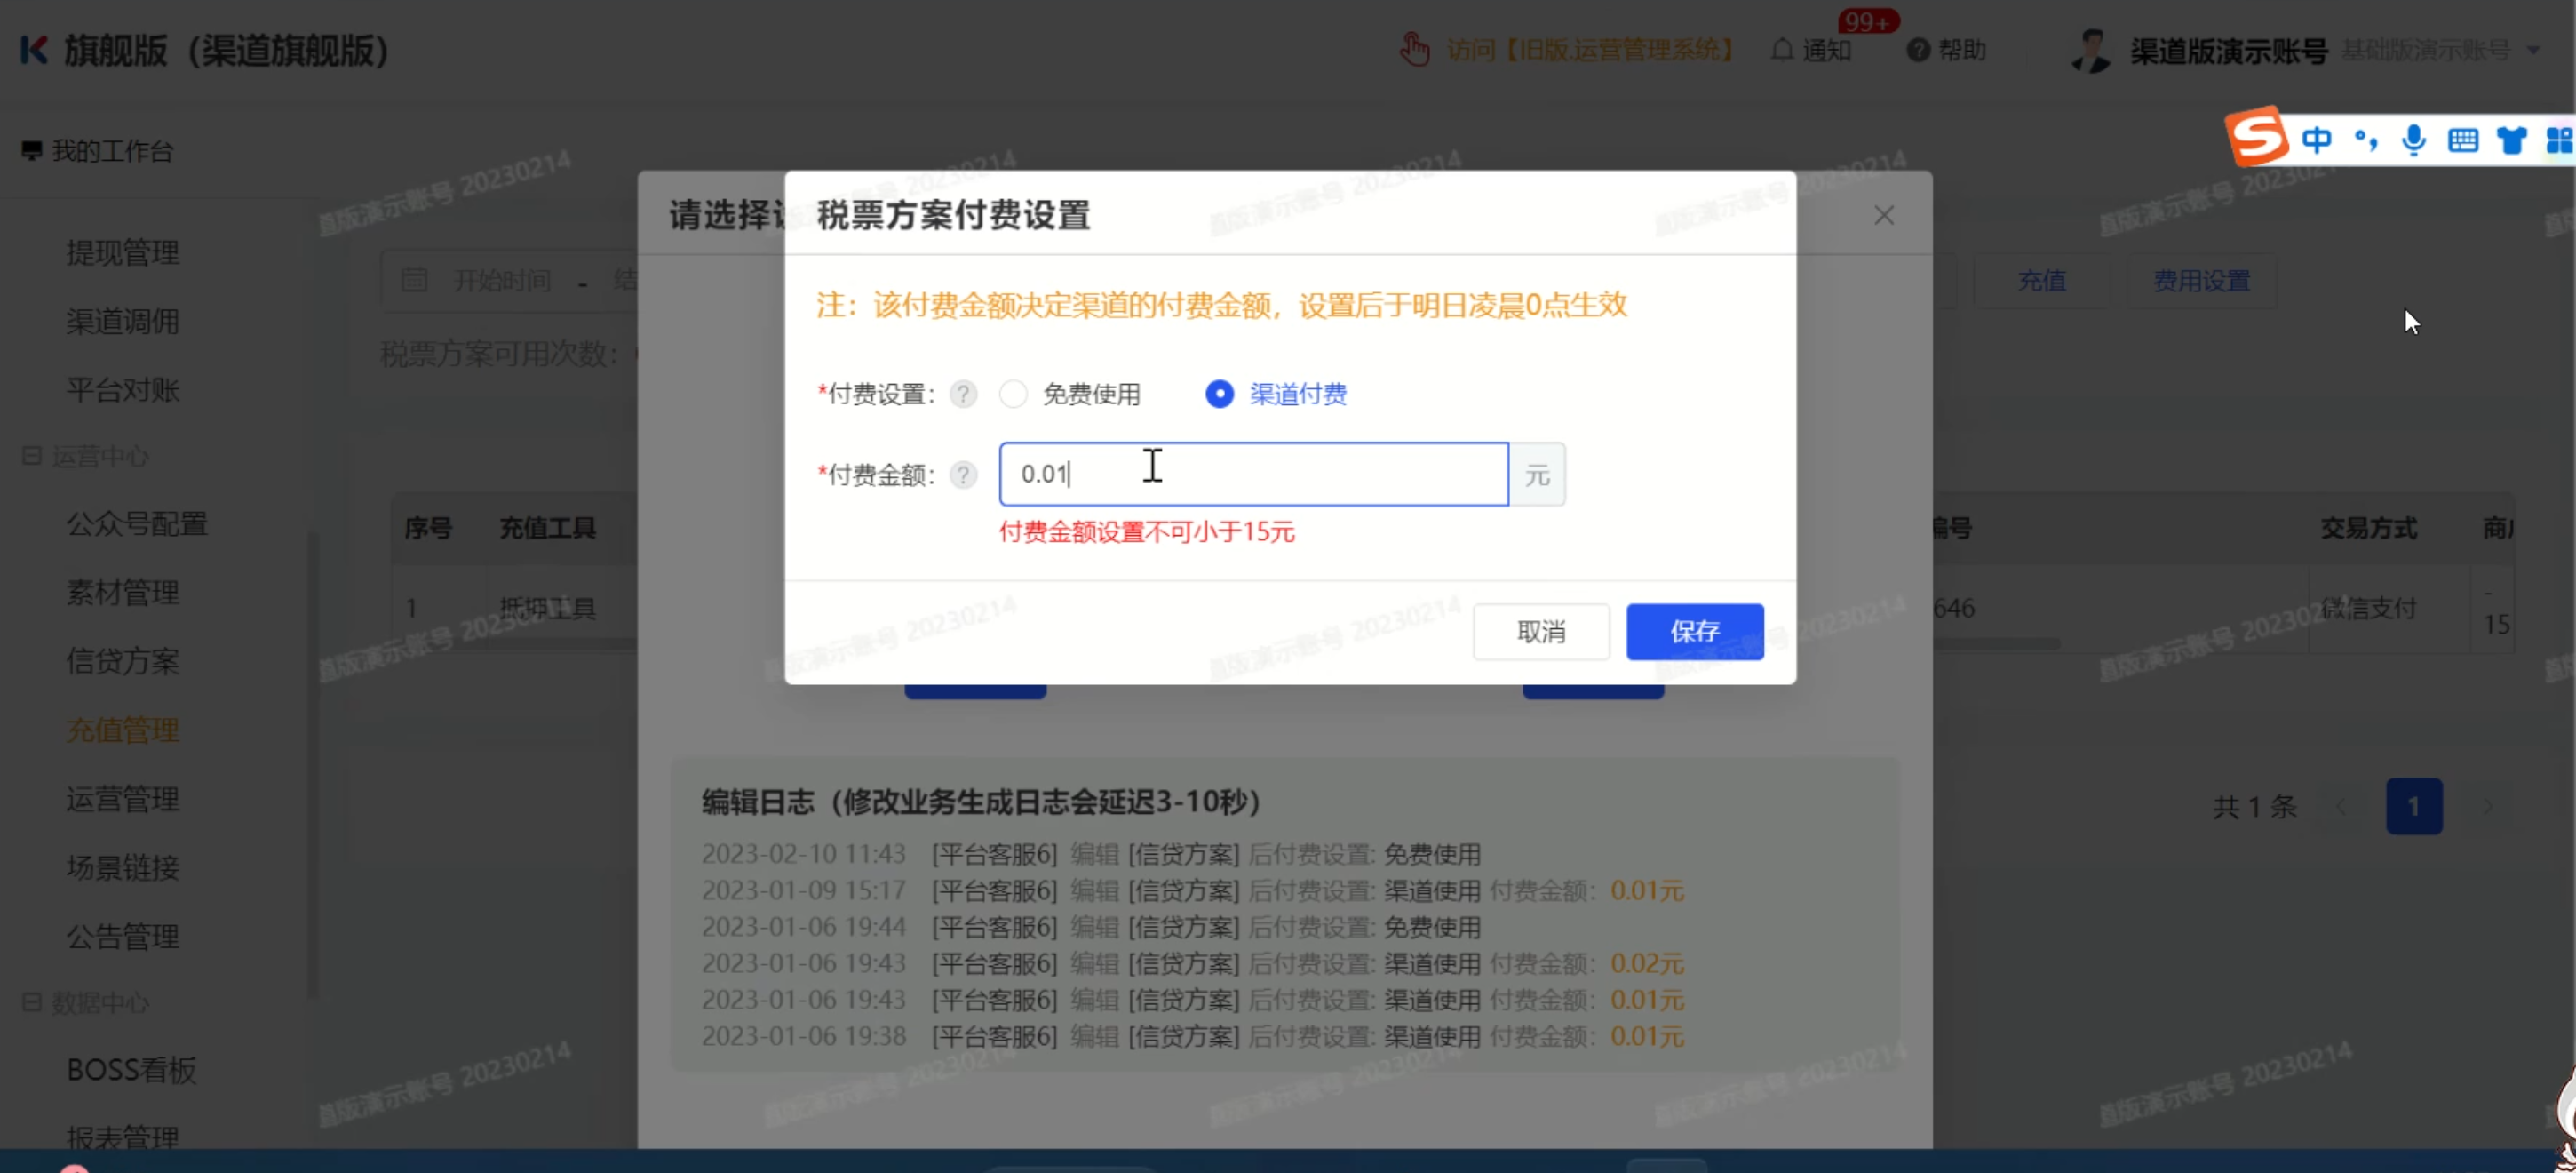 旗舰版（渠道旗舰版）
访问【旧版.运营管理系统】
通知
99+
帮助
渠道版演示账号 基础版演示账号
我的工作台
中
提现管理
渠道调佣
平台对账
运营中心
公众号配置
素材管理
信贷方案
充值管理
运营管理
场景链接
公告管理
数据中心
BOSS看板
报表管理
开始时间 - 结
充值
费用设置
税票方案可用次数：
序号 充值工具 编号 交易方式 商户
1 抵押工具 646 微信支付 -
15
共 1 条
1
请选择
税票方案付费设置
注：该付费金额决定渠道的付费金额，设置后于明日凌晨0点生效
*付费设置： ? 免费使用 渠道付费
*付费金额： ? 0.01 元
付费金额设置不可小于15元
取消 保存
编辑日志（修改业务生成日志会延迟3-10秒）
2023-02-10 11:43 [平台客服6] 编辑 [信贷方案] 后付费设置: 免费使用
2023-01-09 15:17 [平台客服6] 编辑 [信贷方案] 后付费设置: 渠道使用 付费金额： 0.01元
2023-01-06 19:44 [平台客服6] 编辑 [信贷方案] 后付费设置: 免费使用
2023-01-06 19:43 [平台客服6] 编辑 [信贷方案] 后付费设置: 渠道使用 付费金额： 0.02元
2023-01-06 19:43 [平台客服6] 编辑 [信贷方案] 后付费设置: 渠道使用 付费金额： 0.01元
2023-01-06 19:38 [平台客服6] 编辑 [信贷方案] 后付费设置: 渠道使用 付费金额： 0.01元
版演示账号 20230214